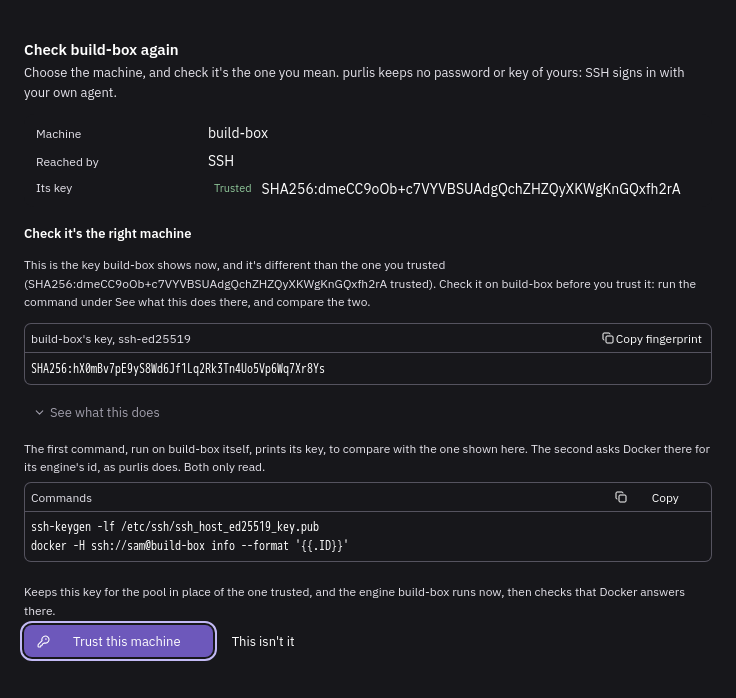 Check build-box again
Choose the machine, and check it's the one you mean. purlis keeps no password or key of yours: SSH signs in with
your own agent.
Machine build-box
Reached by SSH
Its key Trusted SHA256:dmeCC9oOb+c7VYVBSUAdgQchZHZQyXKWgKnGQxfh2rA
Check it's the right machine
This is the key build-box shows now, and it's different than the one you trusted
(SHA256:dmeCC9oOb+c7VYVBSUAdgQchZHZQyXKWgKnGQxfh2rA trusted). Check it on build-box before you trust it: run the
command under See what this does there, and compare the two.
build-box's key, ssh-ed25519 Copy fingerprint
SHA256:hX0mBv7pE9yS8Wd6Jf1Lq2Rk3Tn4Uo5Vp6Wq7Xr8Ys
See what this does
The first command, run on build-box itself, prints its key, to compare with the one shown here. The second asks Docker there for
its engine's id, as purlis does. Both only read.
Commands Copy
ssh-keygen -lf /etc/ssh/ssh_host_ed25519_key.pub
docker -H ssh://sam@build-box info --format '{{.ID}}'
Keeps this key for the pool in place of the one trusted, and the engine build-box runs now, then checks that Docker answers
there.
Trust this machine This isn't it